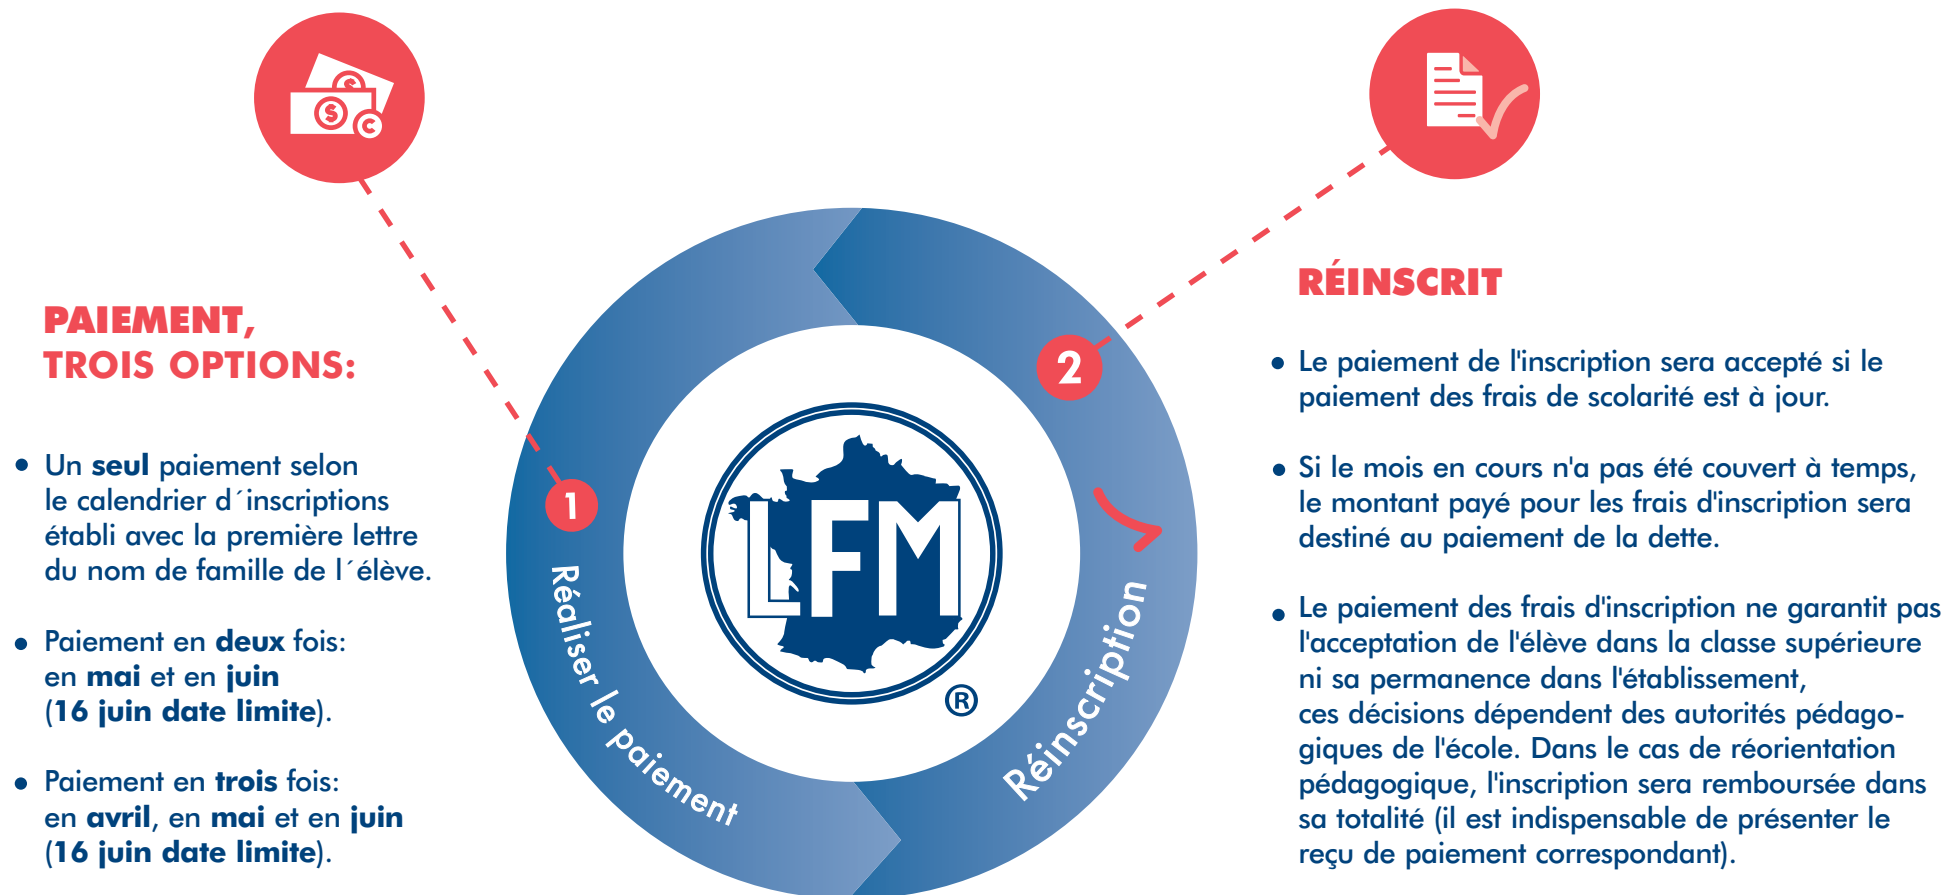 PAIEMENT,
TROIS OPTIONS:
• Un seul paiement selon
le calendrier d´inscriptions
établi avec la première lettre
du nom de famille de l´élève.
• Paiement en deux fois:
en mai et en juin
(16 juin date limite).
• Paiement en trois fois:
en avril, en mai et en juin
(16 juin date limite).
1
Réaliser le paiement
LFM
®
2
Réinscription
RÉINSCRIT
• Le paiement de l'inscription sera accepté si le
paiement des frais de scolarité est à jour.
• Si le mois en cours n'a pas été couvert à temps,
le montant payé pour les frais d'inscription sera
destiné au paiement de la dette.
• Le paiement des frais d'inscription ne garantit pas
l'acceptation de l'élève dans la classe supérieure
ni sa permanence dans l'établissement,
ces décisions dépendent des autorités pédago-
giques de l'école. Dans le cas de réorientation
pédagogique, l'inscription sera remboursée dans
sa totalité (il est indispensable de présenter le
reçu de paiement correspondant).